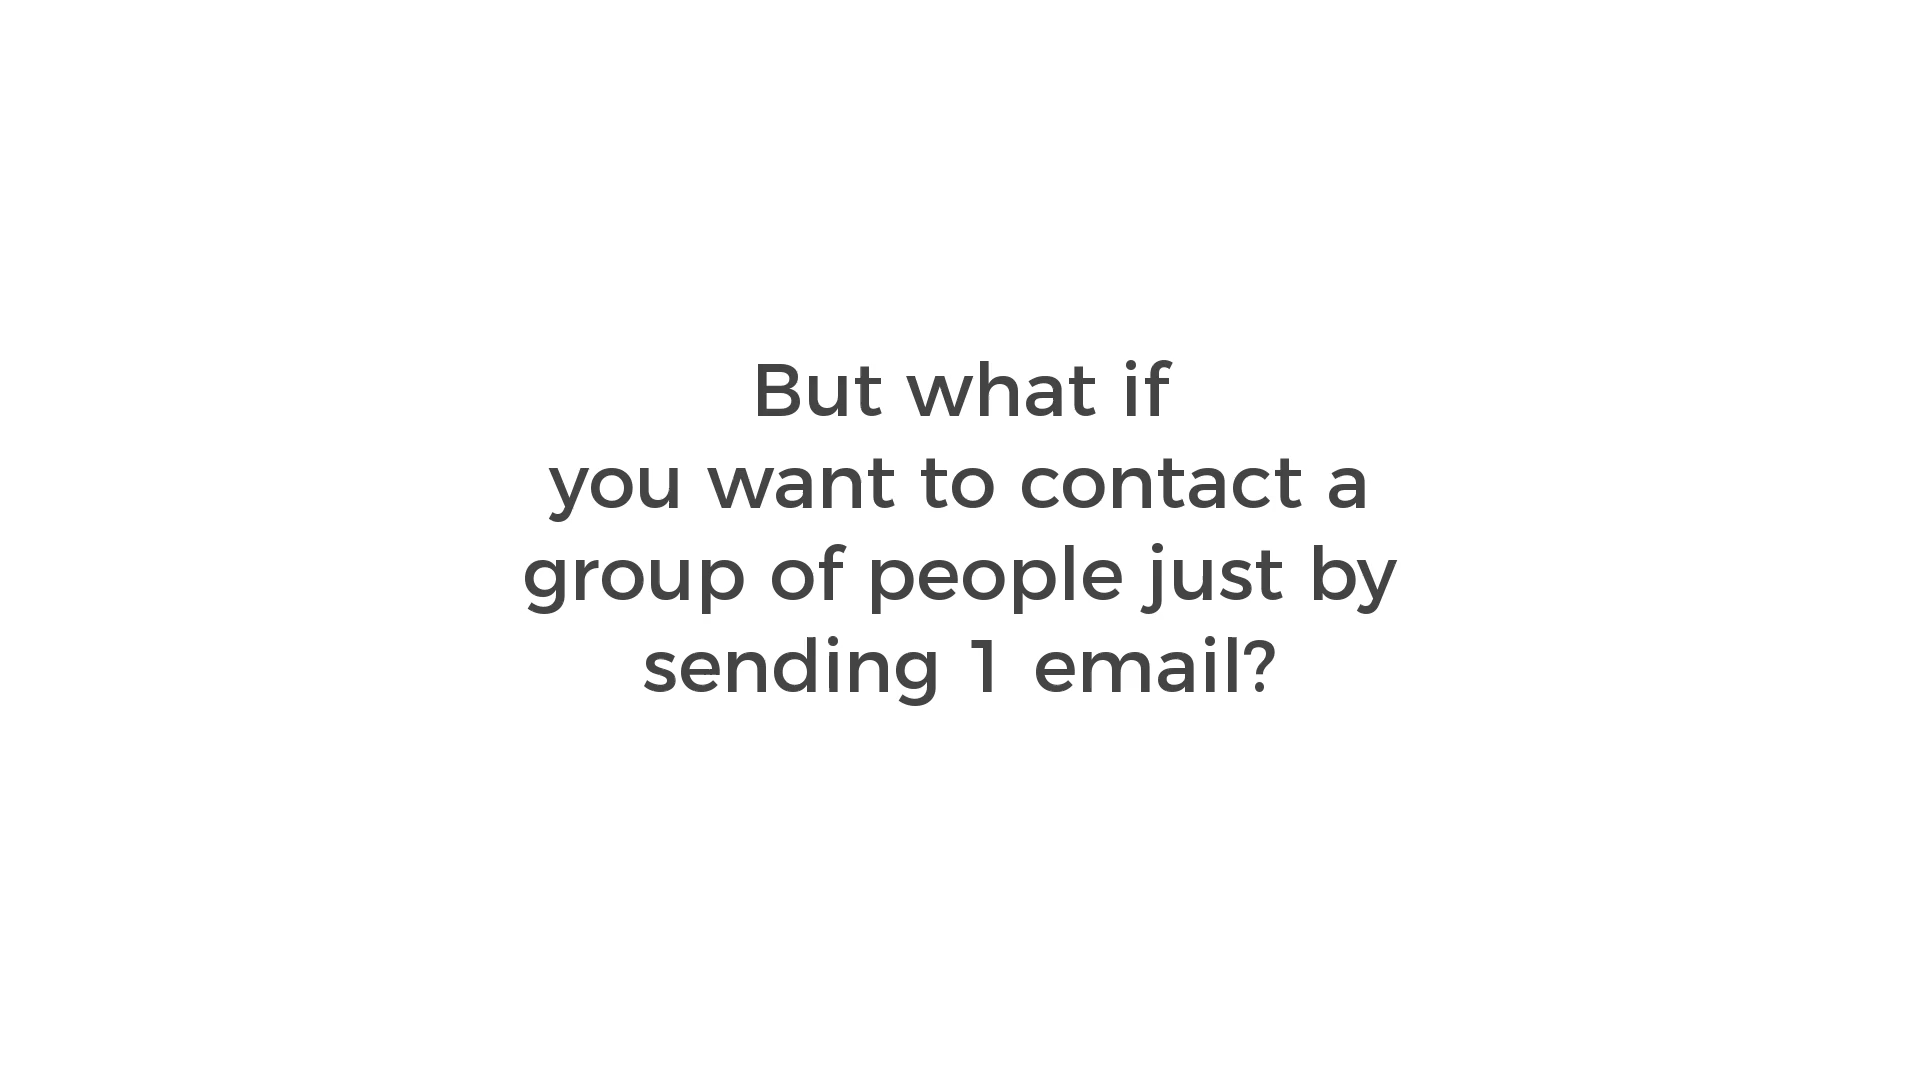 But what if
you want to contact a
group of people just by
sending 1 email?